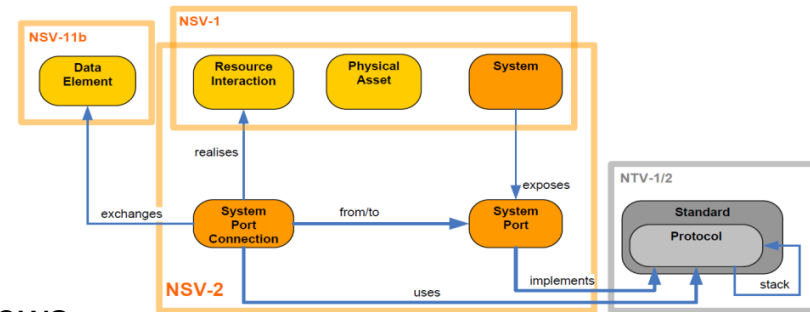 NSV-1
NSV-11b
Data
Element
Resource
Interaction
Physical
Asset
System
realises
exposes
NTV-1/2
exchanges
System
Port
Connection
from/to
System
Port
Standard
Protocol
NSV-2
uses
implements
stack